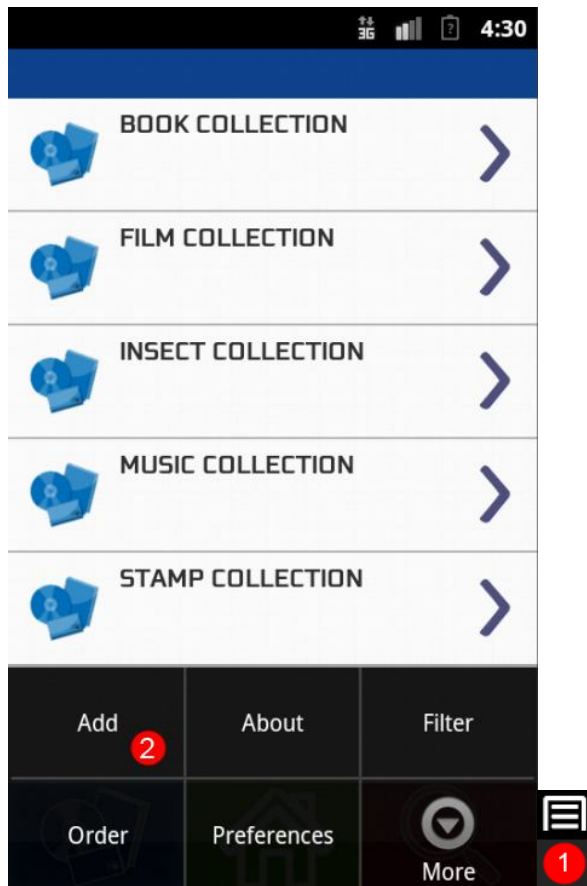 3G ? 4:30
BOOK COLLECTION
FILM COLLECTION
INSECT COLLECTION
MUSIC COLLECTION
STAMP COLLECTION
Add 2 About Filter
Order Preferences More 1